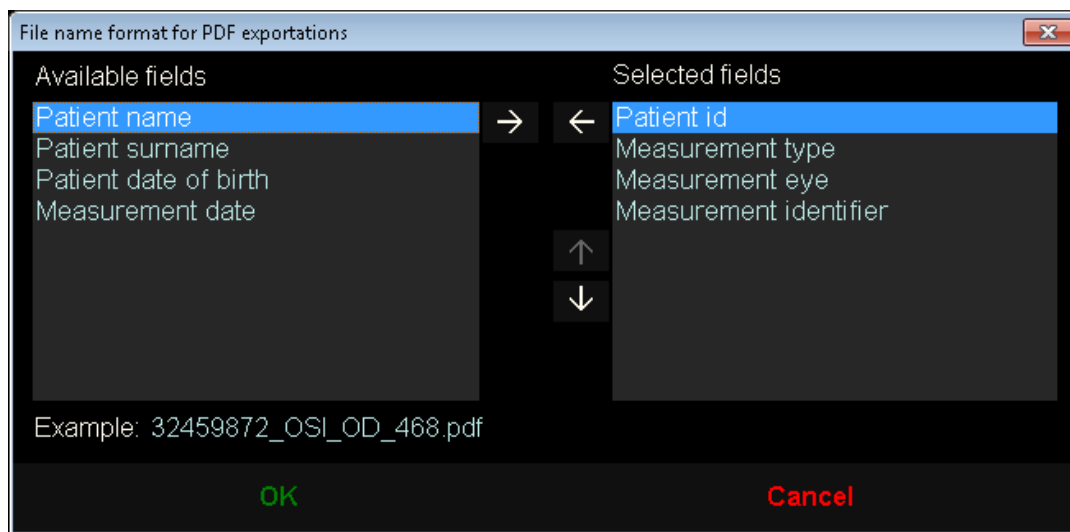 File name format for PDF exportations
Available fields
Patient name
Patient surname
Patient date of birth
Measurement date
Selected fields
Patient id
Measurement type
Measurement eye
Measurement identifier
Example: 32459872_OSI_OD_468.pdf
OK
Cancel